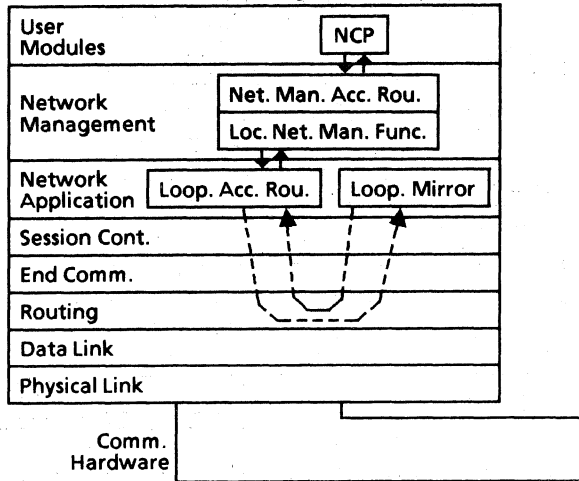 User
Modules
NCP
Network
Management
Net. Man. Acc. Rou.
Loc. Net. Man. Func.
Network
Application
Loop. Acc. Rou.
Loop. Mirror
Session Cont.
End Comm.
Routing
Data Link
Physical Link
Comm.
Hardware